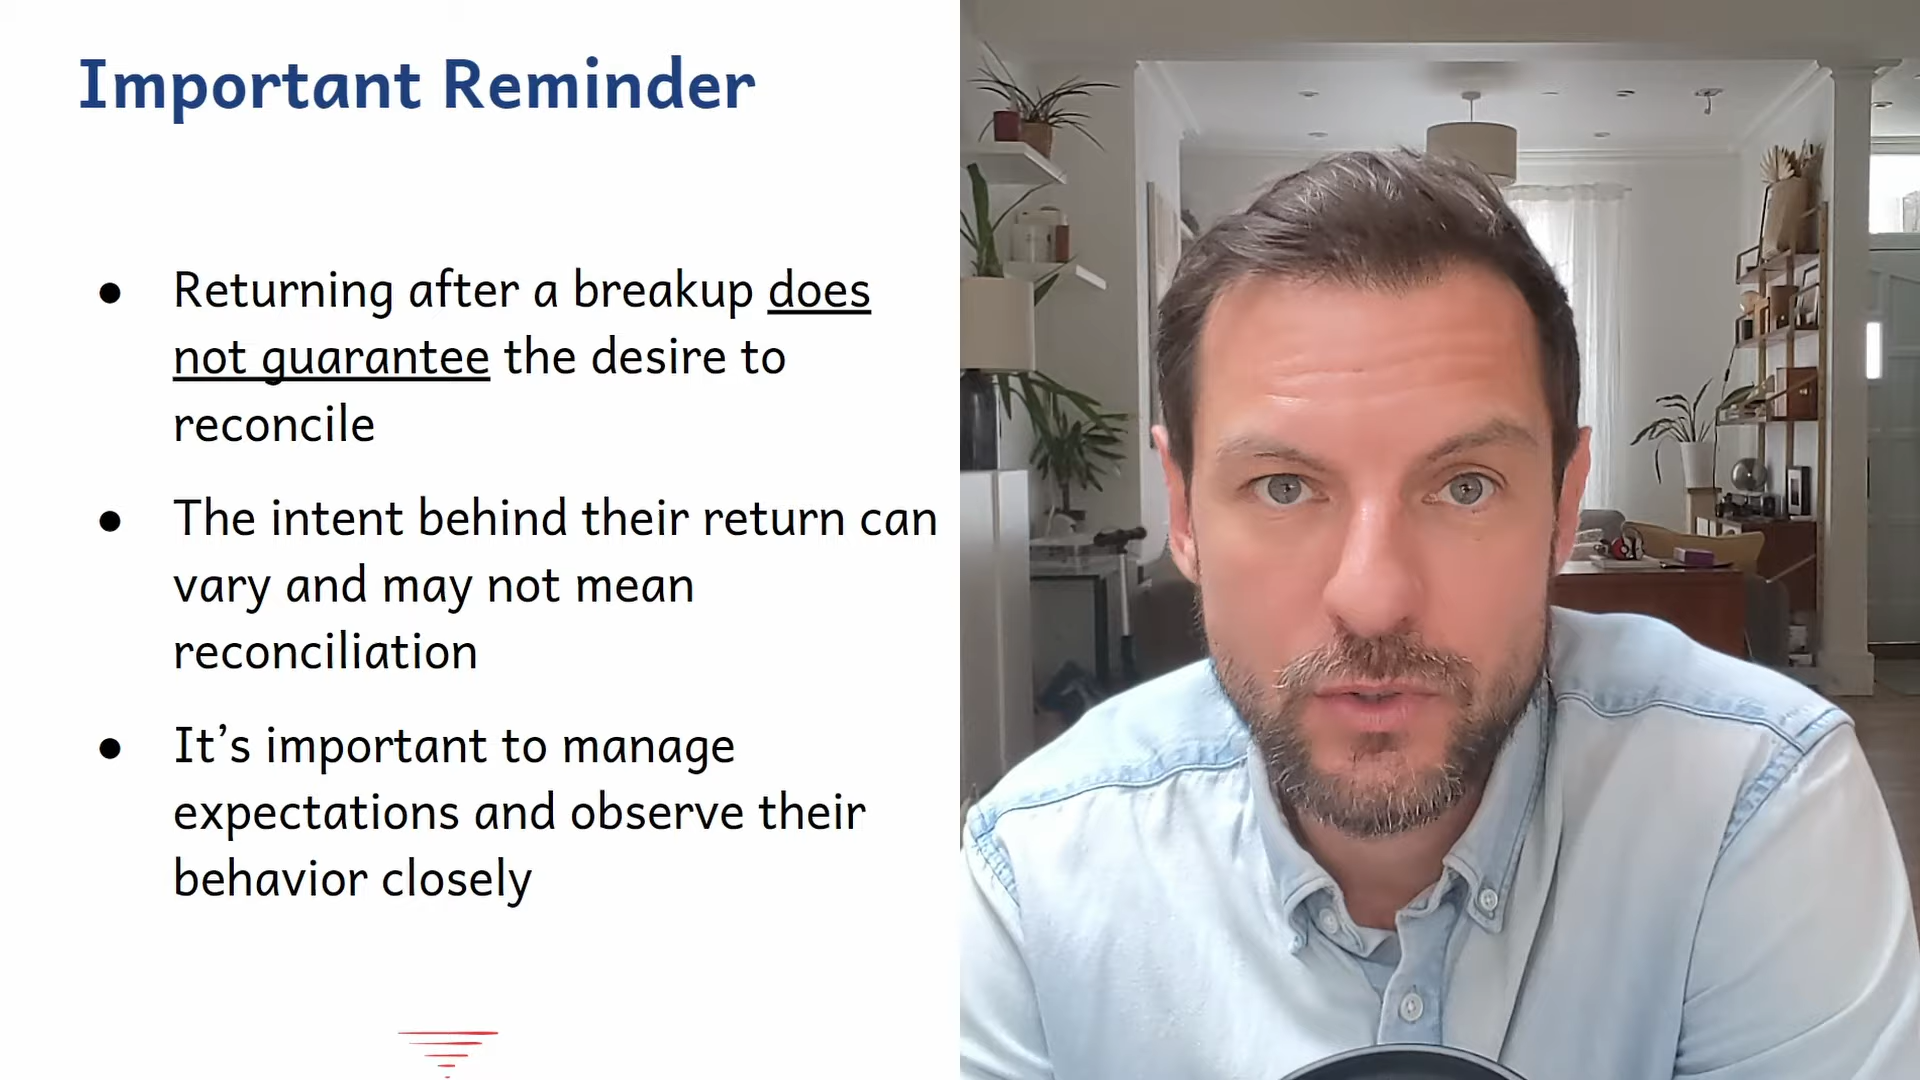 Important Reminder
● Returning after a breakup does
not guarantee the desire to
reconcile
● The intent behind their return can
vary and may not mean
reconciliation
● It’s important to manage
expectations and observe their
behavior closely